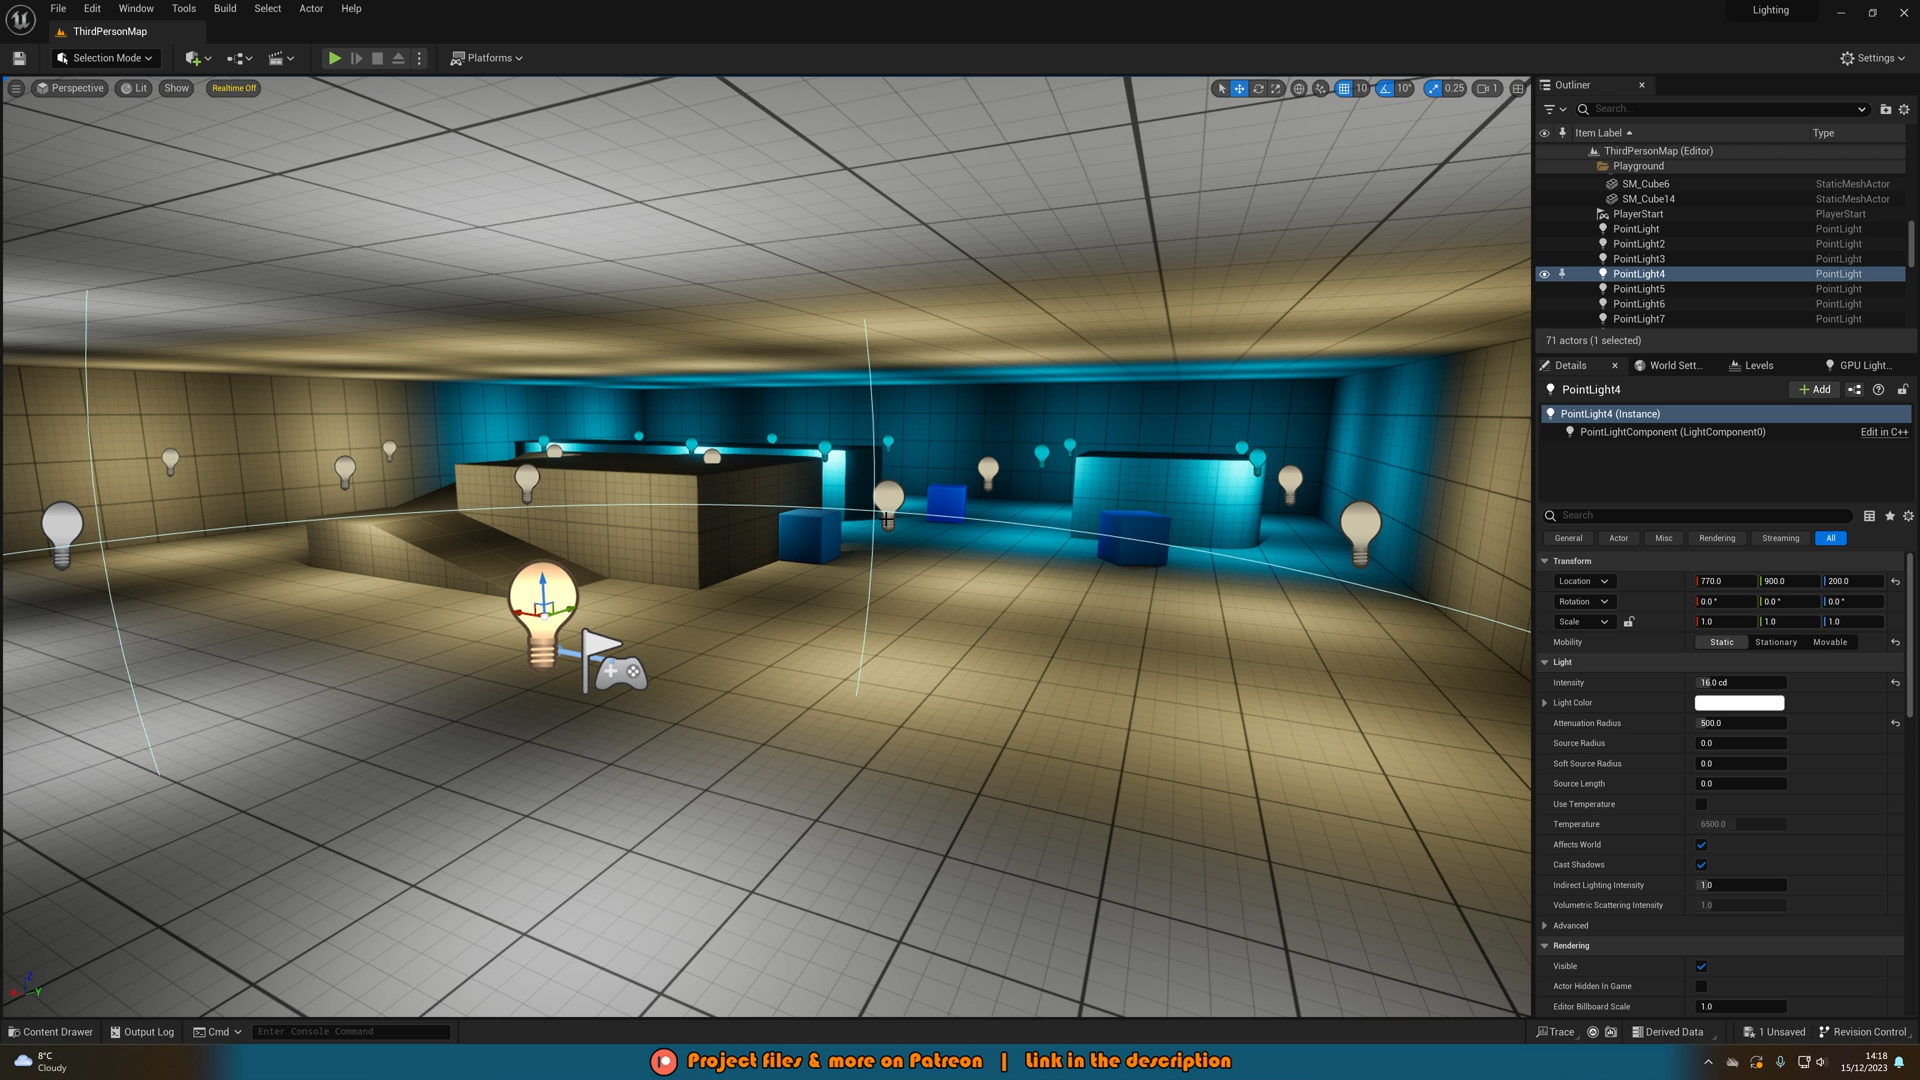 File Edit Window Tools Build Select Actor Help
Lighting
ThirdPersonMap
Selection Mode
Platforms
Settings
Perspective Lit Show Realtime Off
10 10° 0.25 1
Outliner
Search...
Item Label Type
ThirdPersonMap (Editor)
Playground
SM_Cube6 StaticMeshActor
SM_Cube14 StaticMeshActor
PlayerStart PlayerStart
PointLight PointLight
PointLight2 PointLight
PointLight3 PointLight
PointLight4 PointLight
PointLight5 PointLight
PointLight6 PointLight
PointLight7 PointLight
71 actors (1 selected)
Details World Sett... Levels GPU Light...
PointLight4
Add
PointLight4 (Instance)
PointLightComponent (LightComponent0) Edit in C++
Search
General Actor Misc Rendering Streaming All
Transform
Location 770.0 900.0 200.0
Rotation 0.0 ° 0.0 ° 0.0 °
Scale 1.0 1.0 1.0
Mobility Static Stationary Movable
Light
Intensity 16.0 cd
Light Color
Attenuation Radius 500.0
Source Radius 0.0
Soft Source Radius 0.0
Source Length 0.0
Use Temperature
Temperature 6500.0
Affects World
Cast Shadows
Indirect Lighting Intensity 1.0
Volumetric Scattering Intensity 1.0
Advanced
Rendering
Visible
Actor Hidden In Game
Editor Billboard Scale 1.0
Z
X Y
Content Drawer Output Log Cmd Enter Console Command
Trace Derived Data 1 Unsaved Revision Control
8°C
Cloudy
Project files & more on Patreon | Link in the description
14:18
15/12/2023